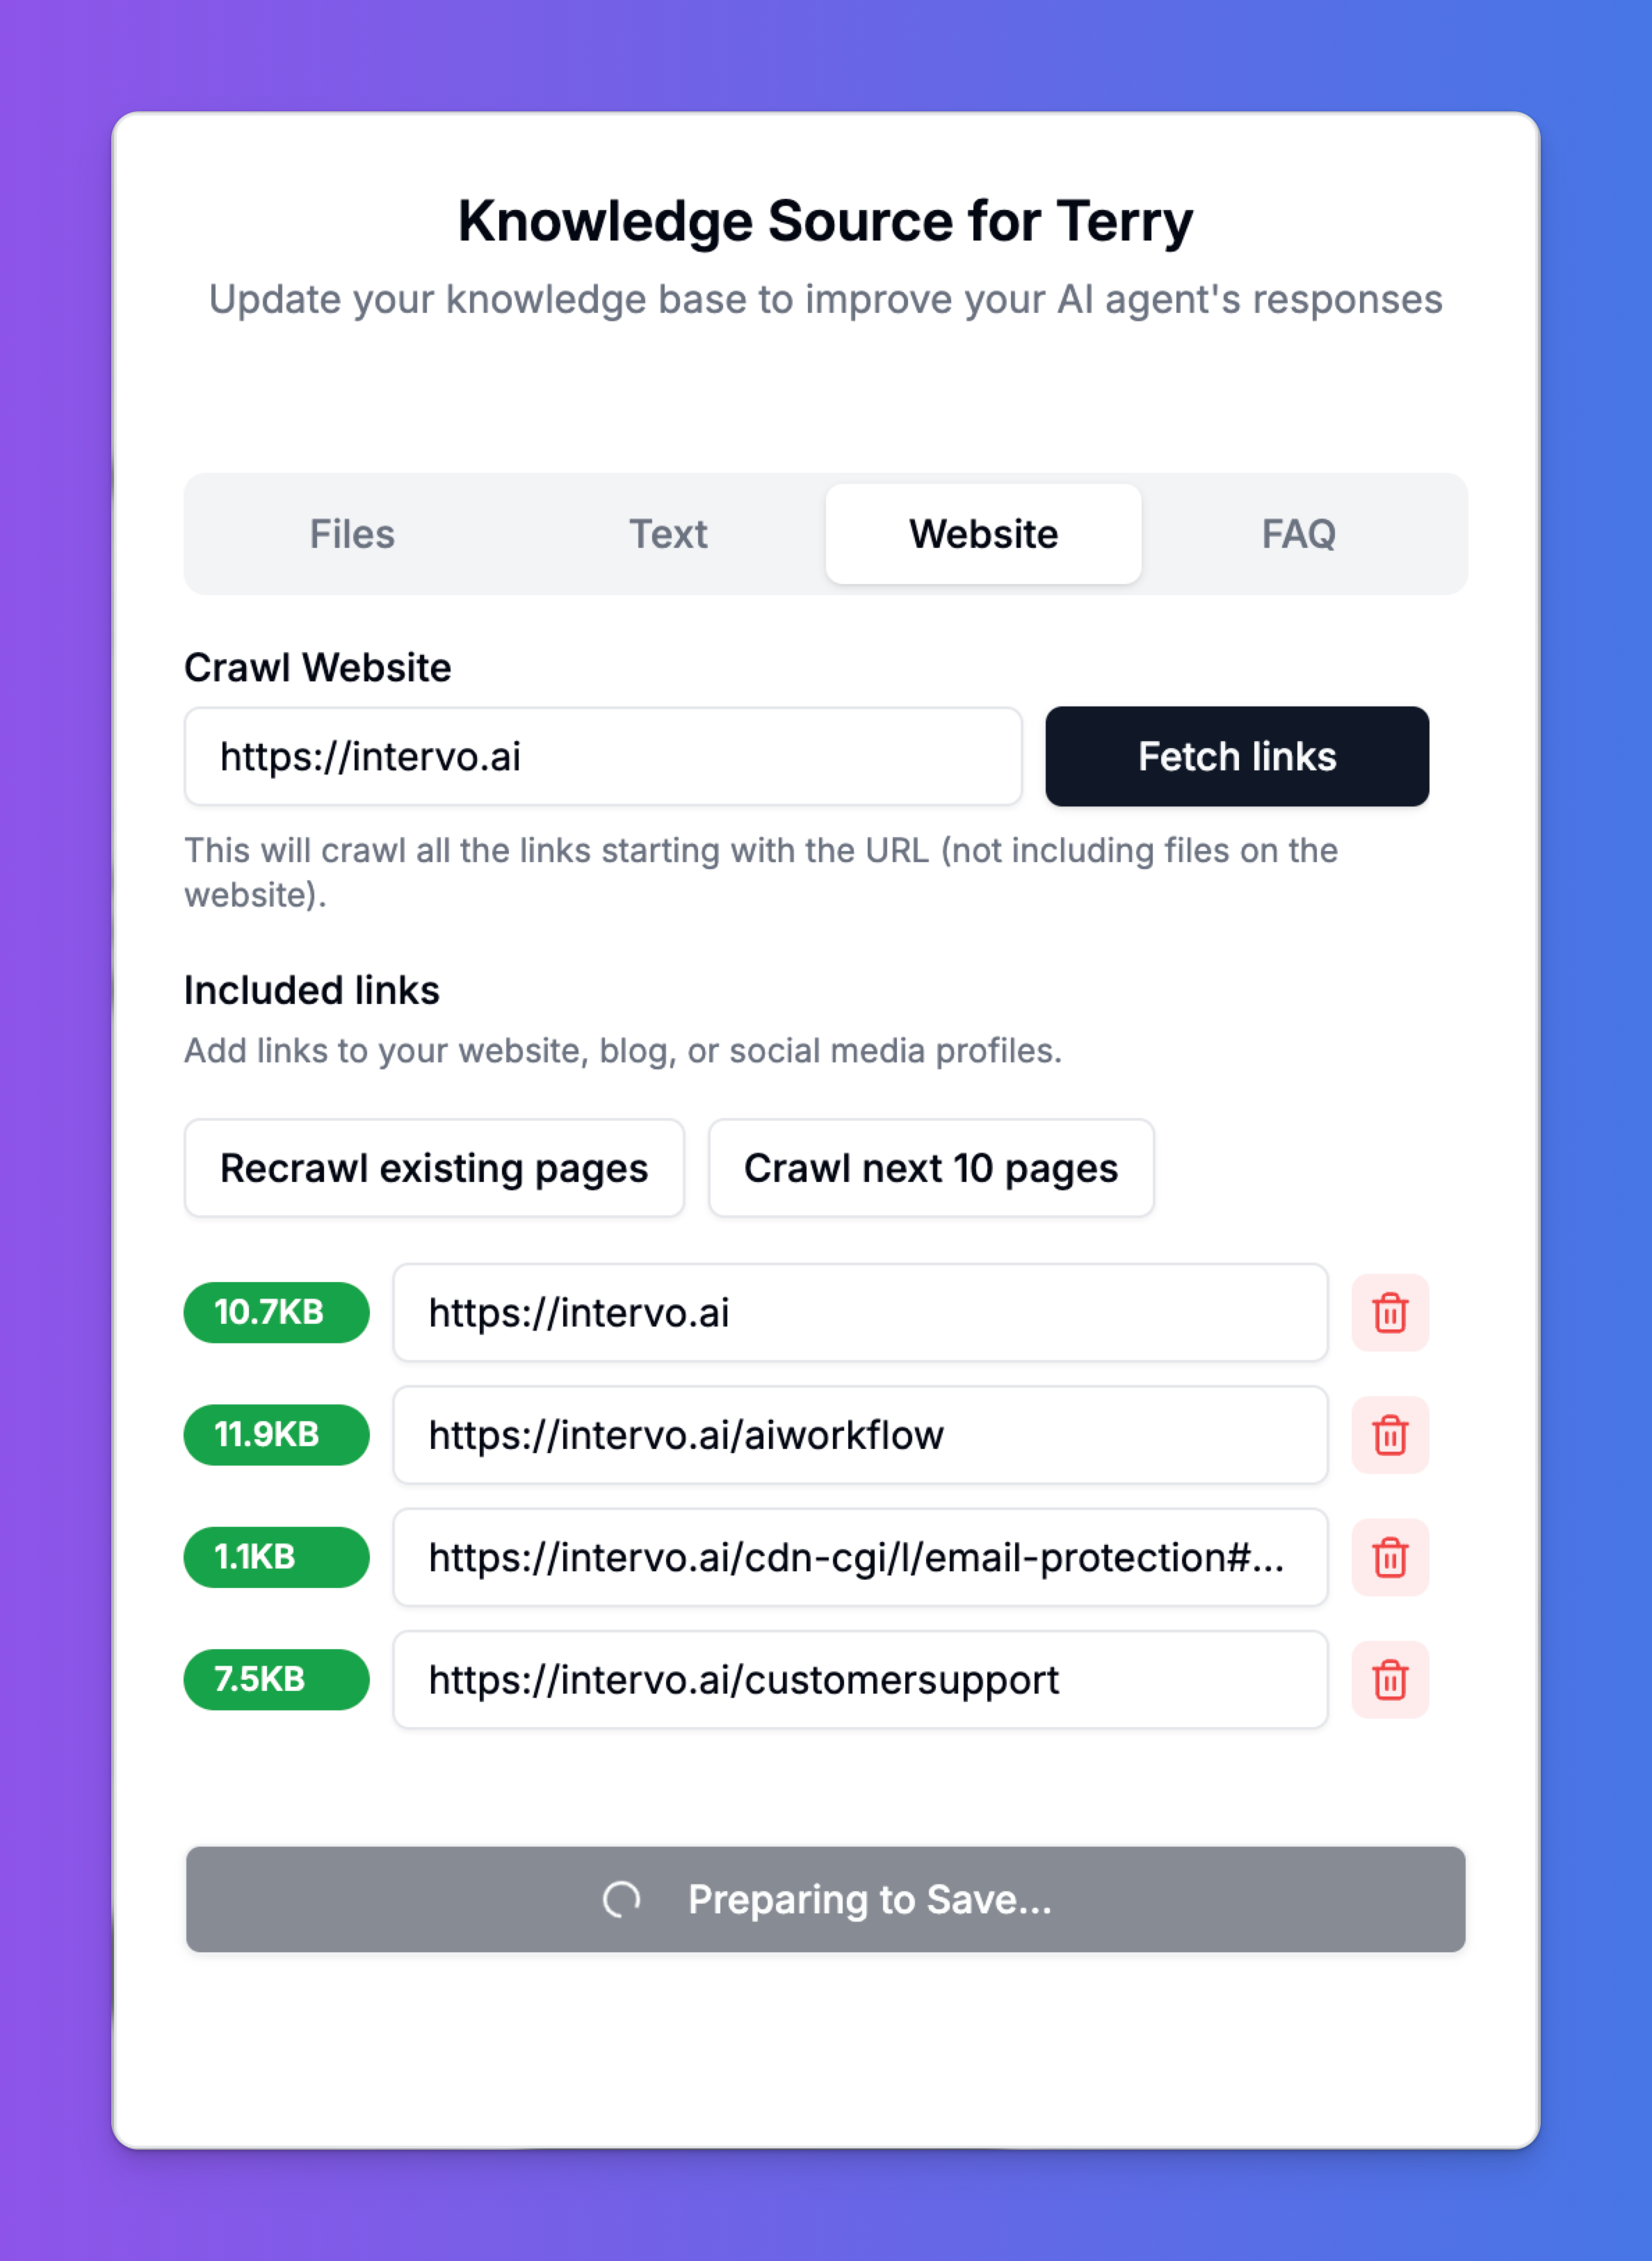 Knowledge Source for Terry
Update your knowledge base to improve your AI agent's responses
Files
Text
Website
FAQ
Crawl Website
https://intervo.ai
Fetch links
This will crawl all the links starting with the URL (not including files on the
website).
Included links
Add links to your website, blog, or social media profiles.
Recrawl existing pages
Crawl next 10 pages
10.7KB
https://intervo.ai
11.9KB
https://intervo.ai/aiworkflow
1.1KB
https://intervo.ai/cdn-cgi/l/email-protection#...
7.5KB
https://intervo.ai/customersupport
Preparing to Save...